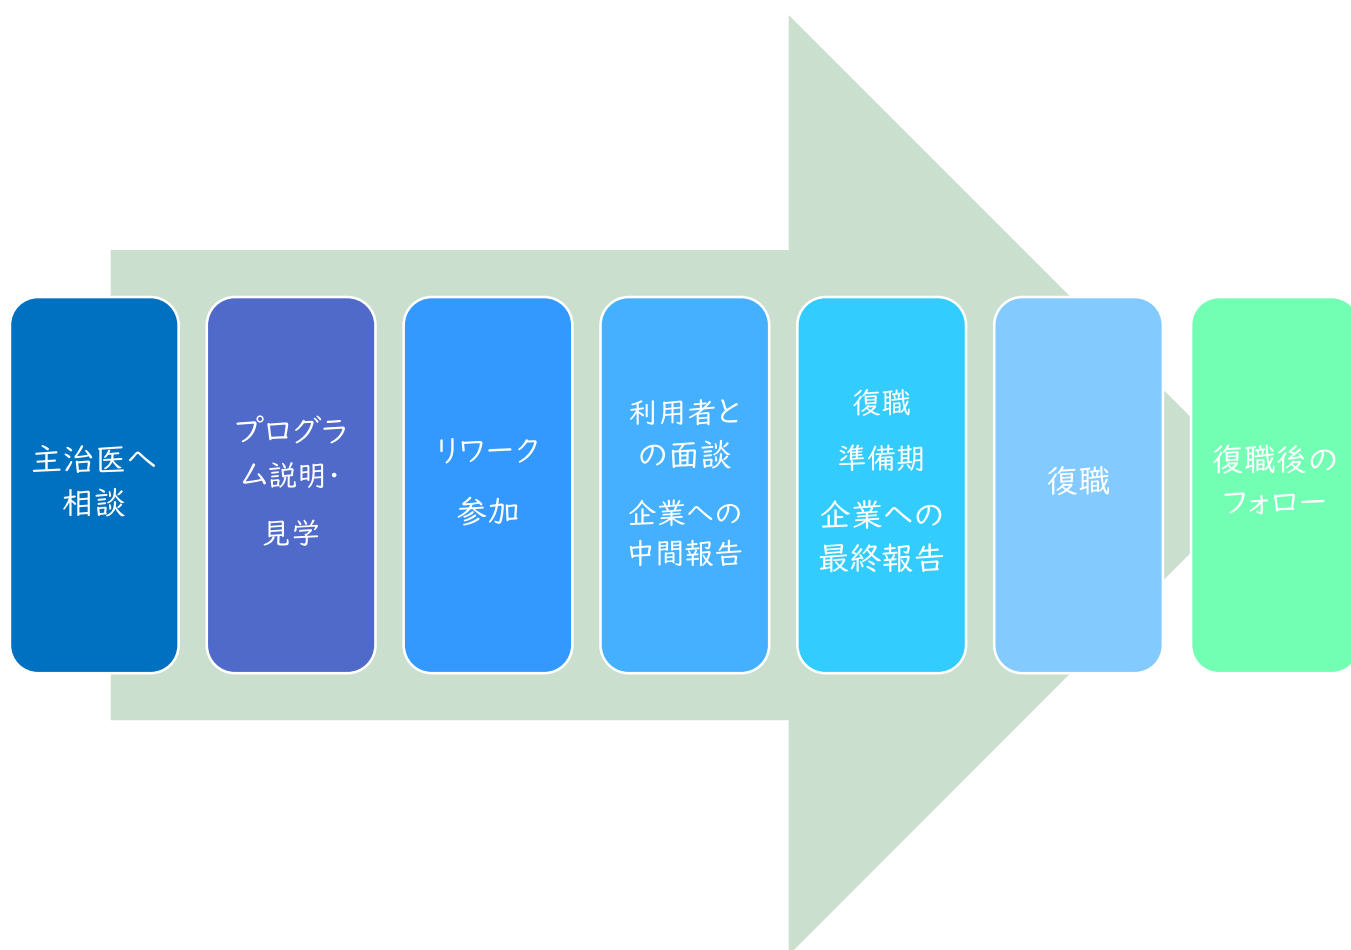 主治医へ
相談
プログラ
ム説明・
見学
リワーク
参加
利用者と
の面談
企業への
中間報告
復職
準備期
企業への
最終報告
復職
復職後の
フォロー